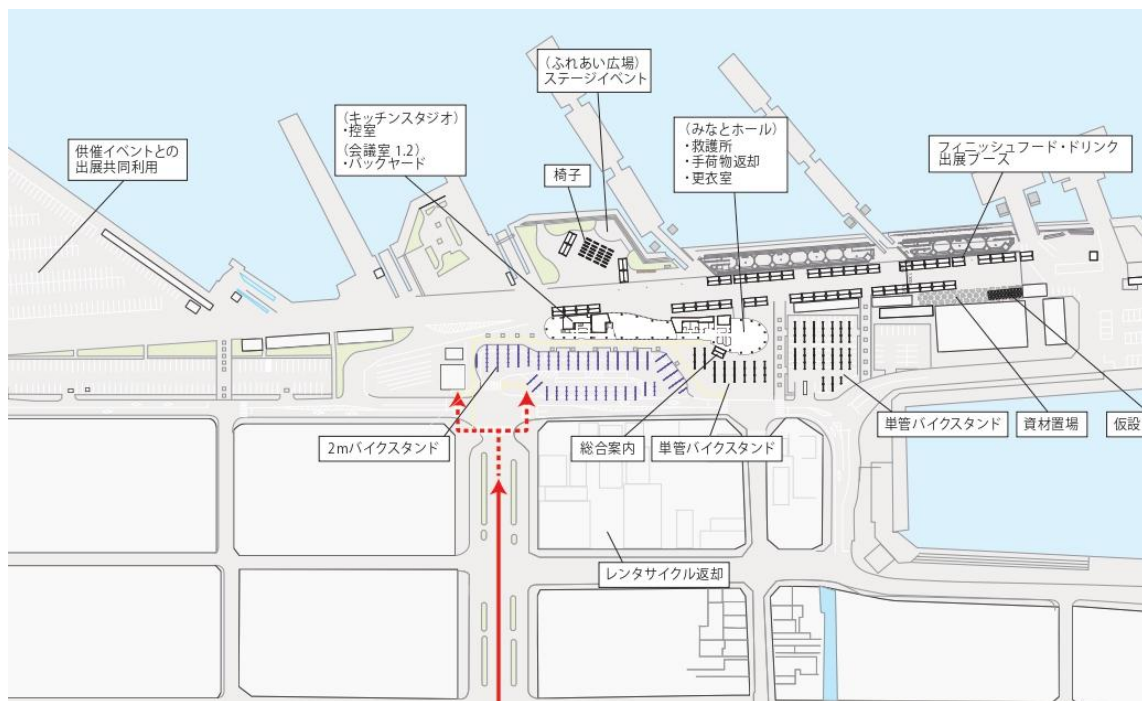 (ふれあい広場)
ステージイベント
(キッチンスタジオ)
・控室
(会議室 1.2)
・バックヤード
(みなとホール)
・救護所
・手荷物返却
・更衣室
供催イベントとの
出展共同利用
フィニッシュフード・ドリンク
出展ブース
椅子
2mバイクスタンド
総合案内
単管バイクスタンド
単管バイクスタンド
資材置場
仮設
レンタサイクル返却